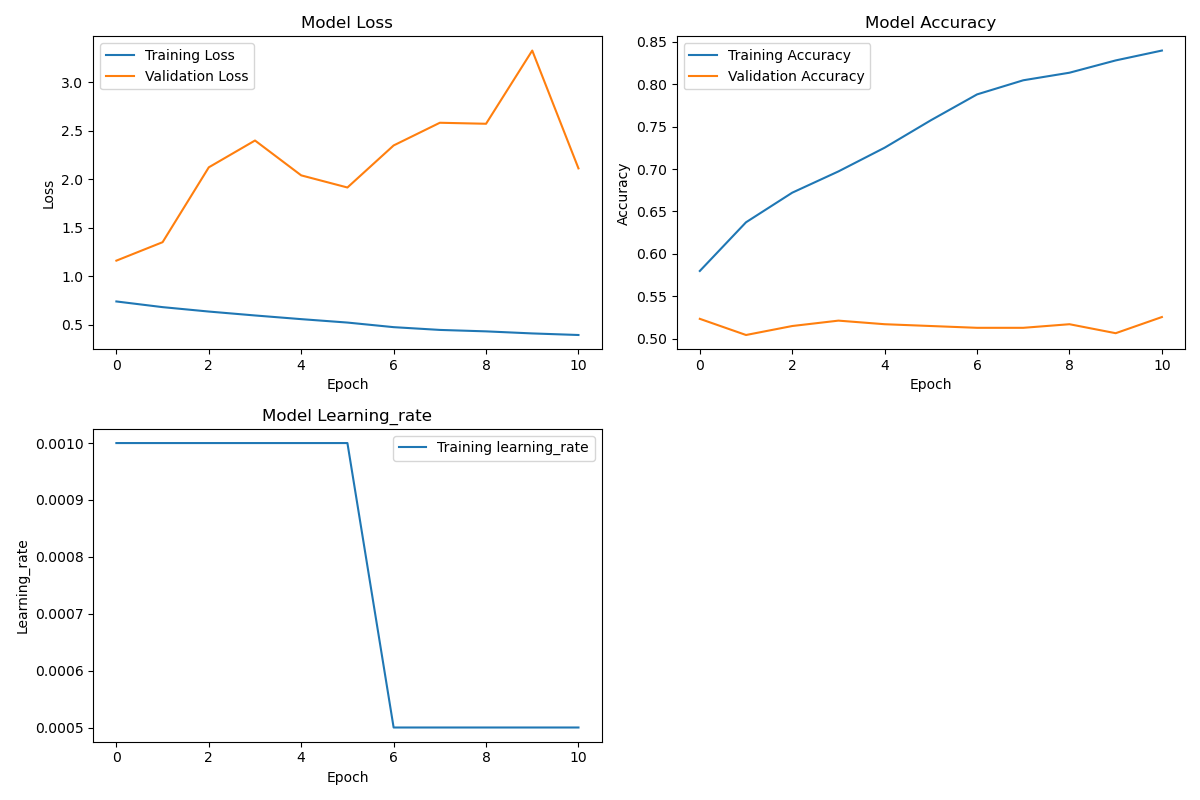 Model Loss
Training Loss
Validation Loss
3.0
2.5
2.0
1.5
1.0
0.5
Loss
0 2 4 6 8 10
Epoch
Model Accuracy
Training Accuracy
Validation Accuracy
0.85
0.80
0.75
0.70
0.65
0.60
0.55
0.50
Accuracy
0 2 4 6 8 10
Epoch
Model Learning_rate
Training learning_rate
0.0010
0.0009
0.0008
0.0007
0.0006
0.0005
Learning_rate
0 2 4 6 8 10
Epoch